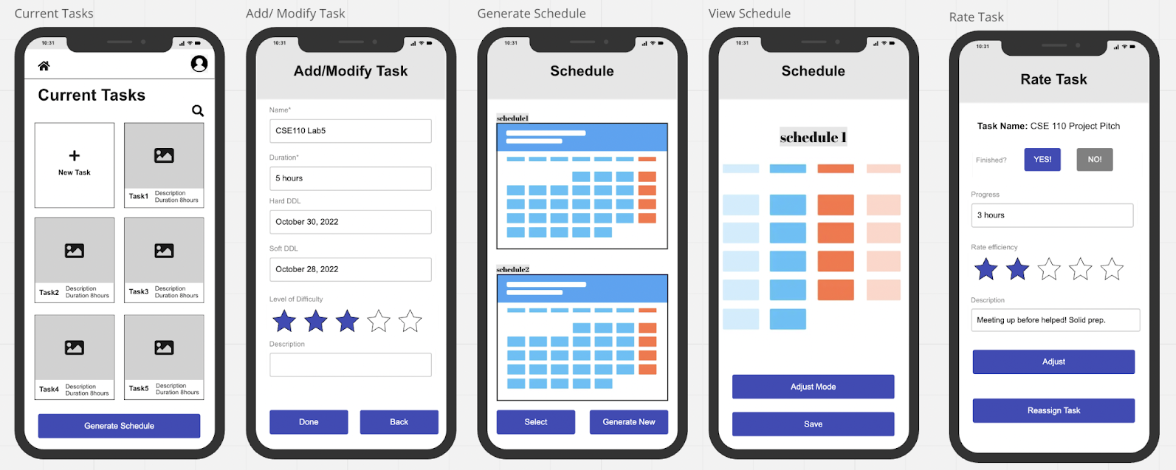 Current Tasks
10:31
Current Tasks
+
New Task
Task1 Description
Duration 8hours
Task2 Description
Duration 8hours
Task3 Description
Duration 8hours
Task4 Description
Duration 8hours
Task5 Description
Duration 8hours
Generate Schedule
Add/ Modify Task
10:31
Add/Modify Task
Name*
CSE110 Lab5
Duration*
5 hours
Hard DDL
October 30, 2022
Soft DDL
October 28, 2022
Level of Difficulty
Description
Done Back
Generate Schedule
10:31
Schedule
schedule1
schedule2
Select Generate New
View Schedule
10:31
Schedule
schedule 1
Adjust Mode
Save
Rate Task
10:31
Rate Task
Task Name: CSE 110 Project Pitch
Finished? YES! NO!
Progress
3 hours
Rate efficiency
Description
Meeting up before helped! Solid prep.
Adjust
Reassign Task